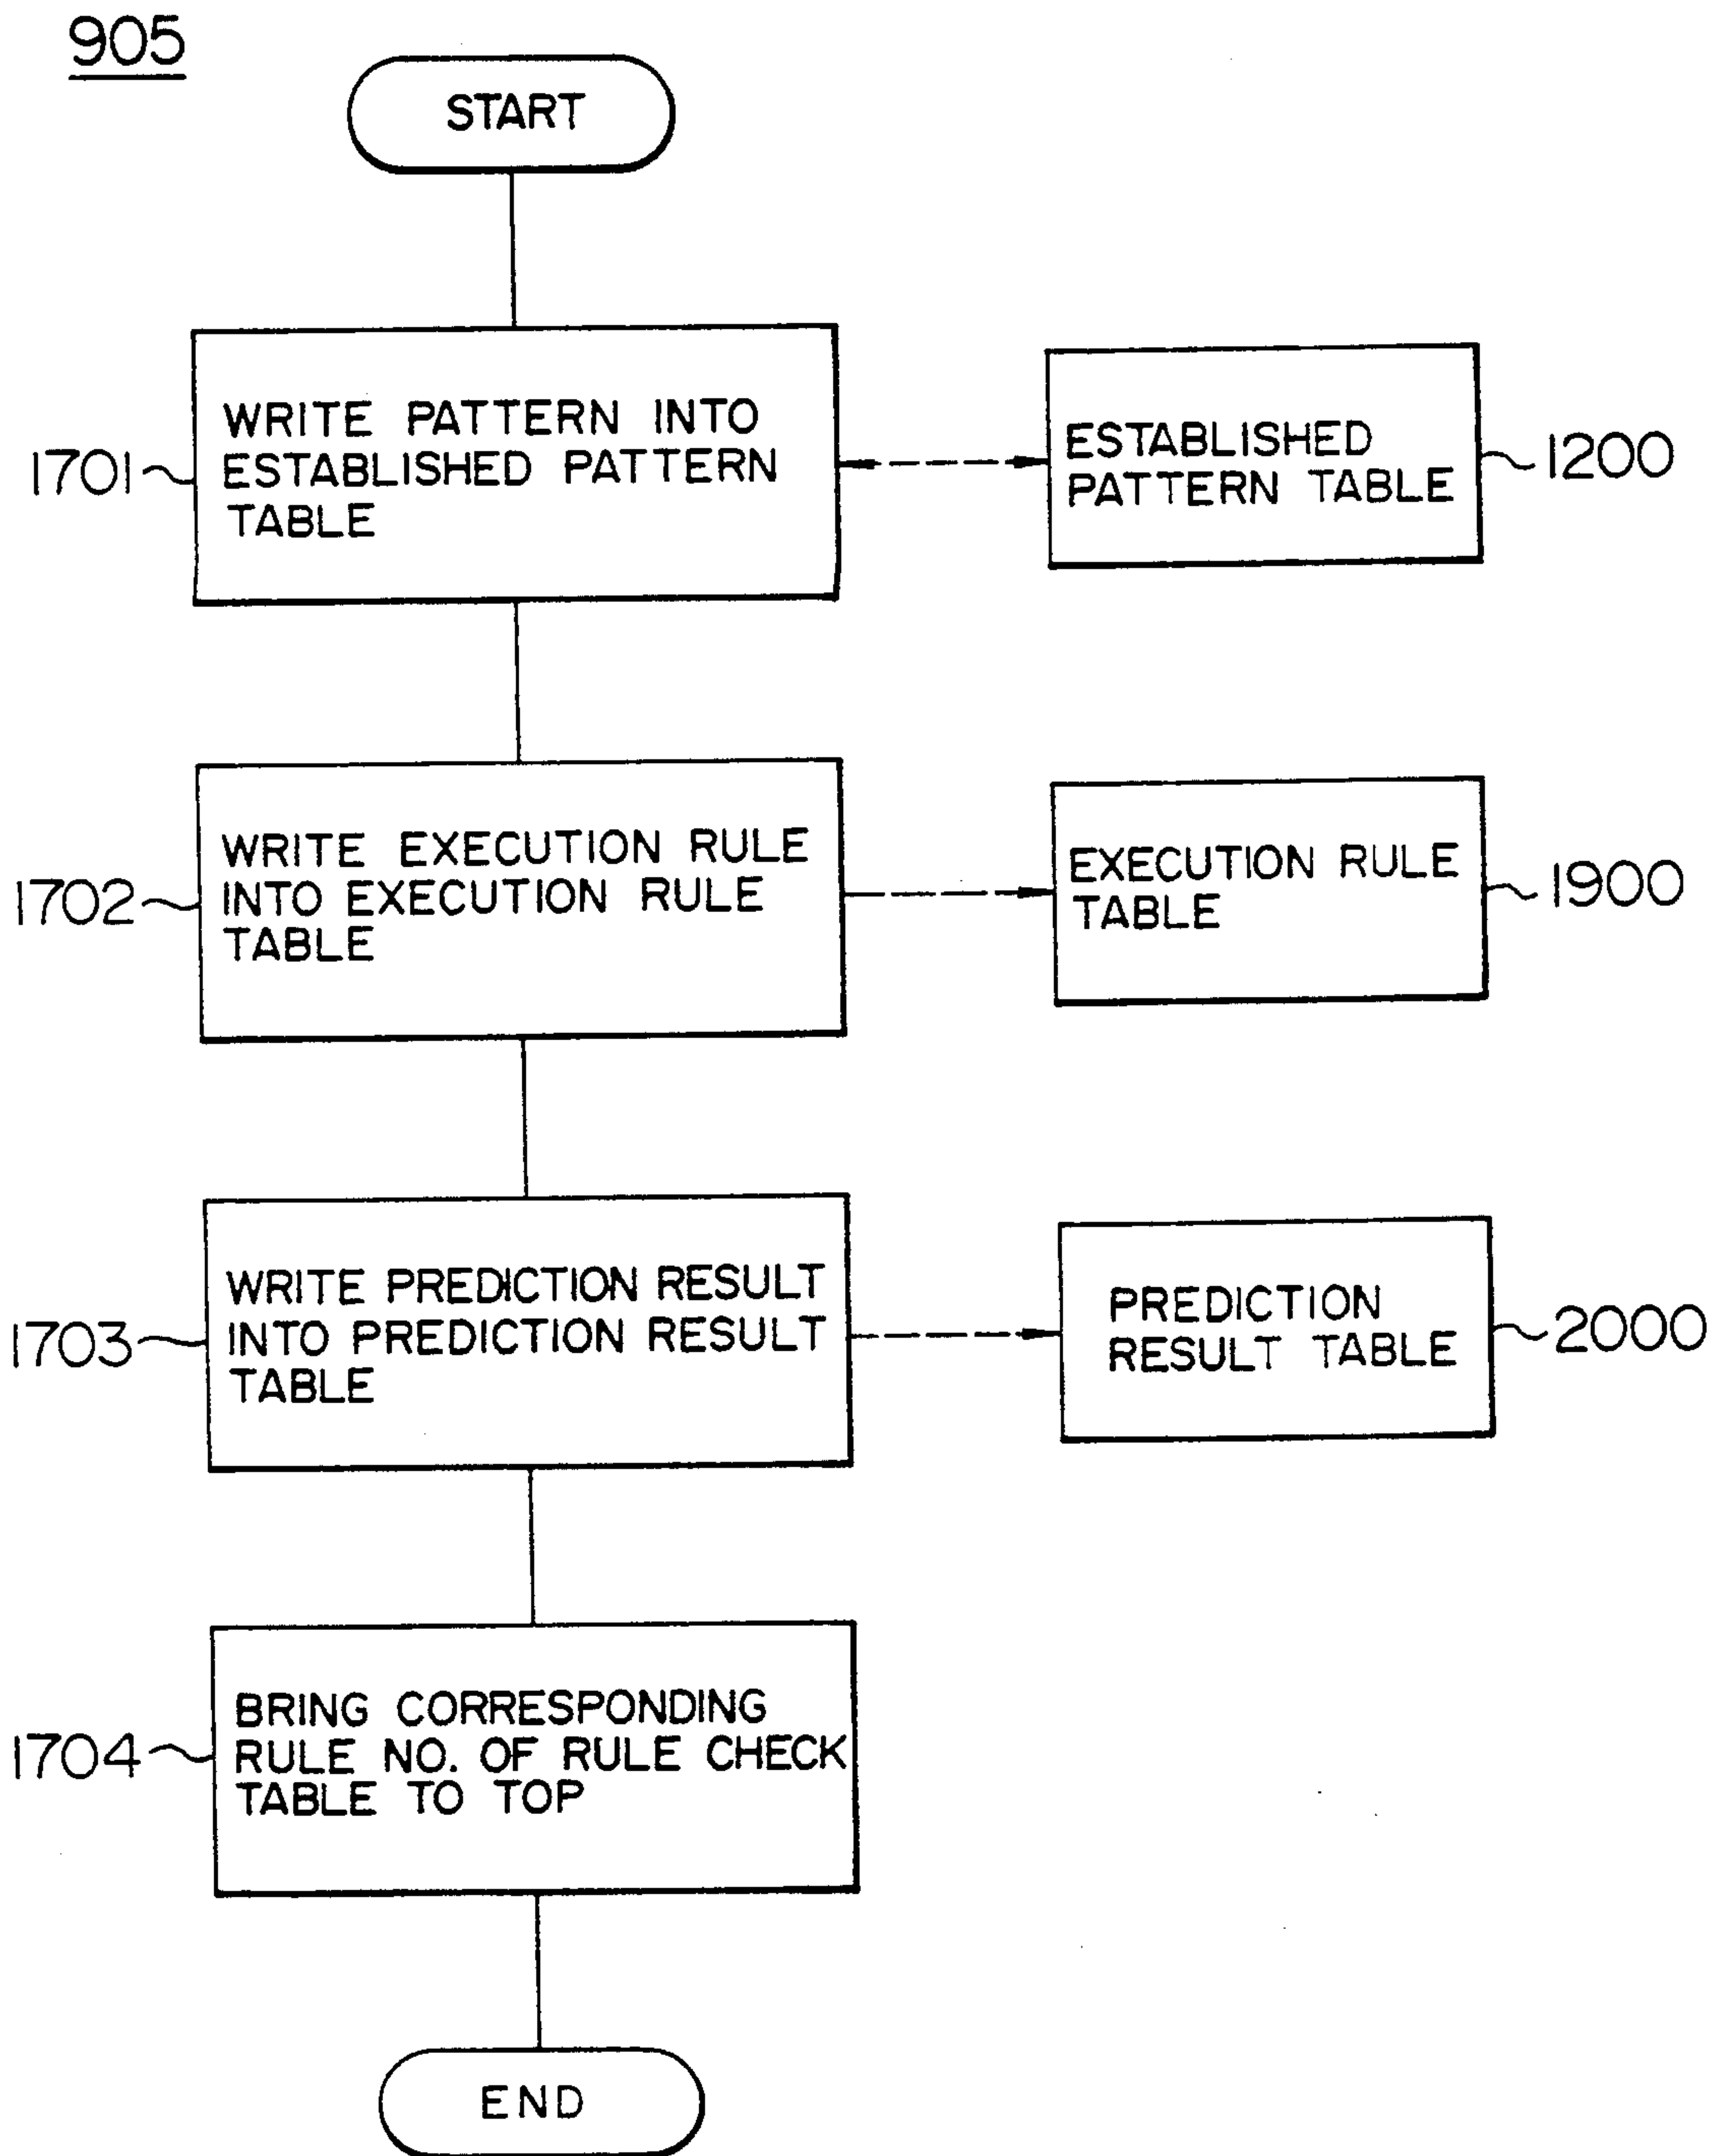 905
START
1701
WRITE PATTERN INTO
ESTABLISHED PATTERN
TABLE
ESTABLISHED
PATTERN TABLE
1200
1702
WRITE EXECUTION RULE
INTO EXECUTION RULE
TABLE
EXECUTION RULE
TABLE
1900
1703
WRITE PREDICTION RESULT
INTO PREDICTION RESULT
TABLE
PREDICTION
RESULT TABLE
2000
1704
BRING CORRESPONDING
RULE NO. OF RULE CHECK
TABLE TO TOP
END